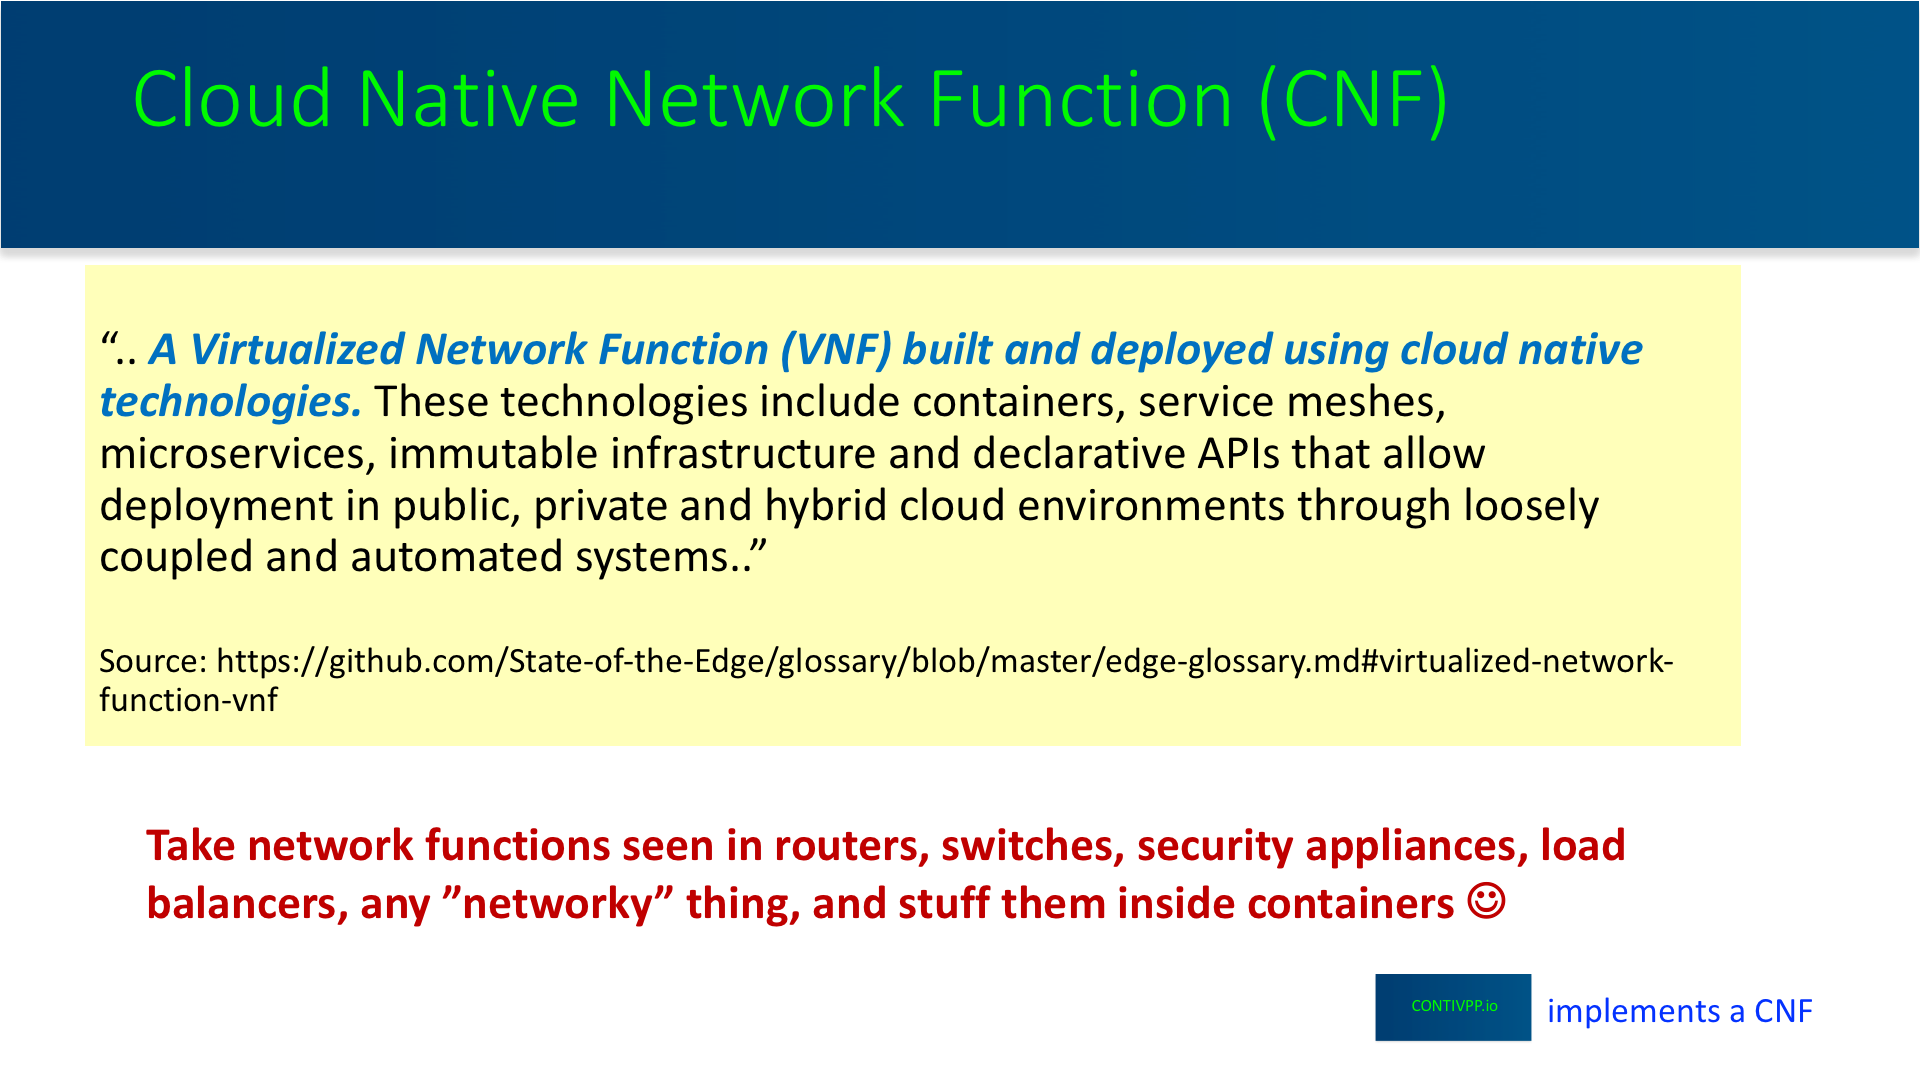 Cloud Native Network Function (CNF)
“.. A Virtualized Network Function (VNF) built and deployed using cloud native
technologies. These technologies include containers, service meshes,
microservices, immutable infrastructure and declarative APIs that allow
deployment in public, private and hybrid cloud environments through loosely
coupled and automated systems..”
Source: https://github.com/State-of-the-Edge/glossary/blob/master/edge-glossary.md#virtualized-network-
function-vnf
Take network functions seen in routers, switches, security appliances, load
balancers, any ”networky” thing, and stuff them inside containers ☺
CONTIVPP.io implements a CNF